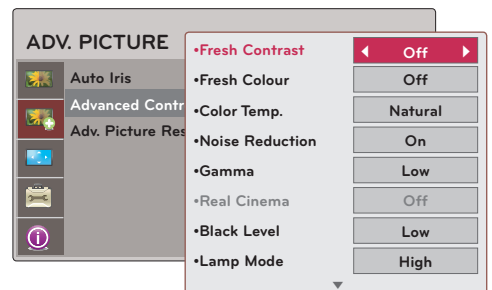 ADV. PICTURE
Auto Iris
Advanced Contr
Adv. Picture Res
•Fresh Contrast Off
•Fresh Colour Off
•Color Temp. Natural
•Noise Reduction On
•Gamma Low
•Real Cinema Off
•Black Level Low
•Lamp Mode High